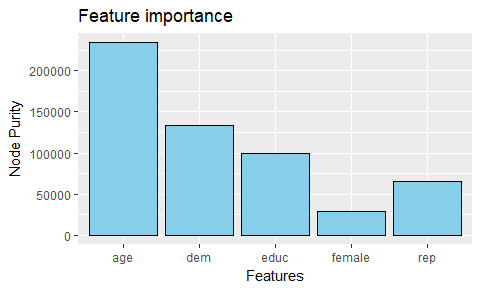 Feature importance
Node Purity
200000
150000
100000
50000
0
age dem educ female rep
Features